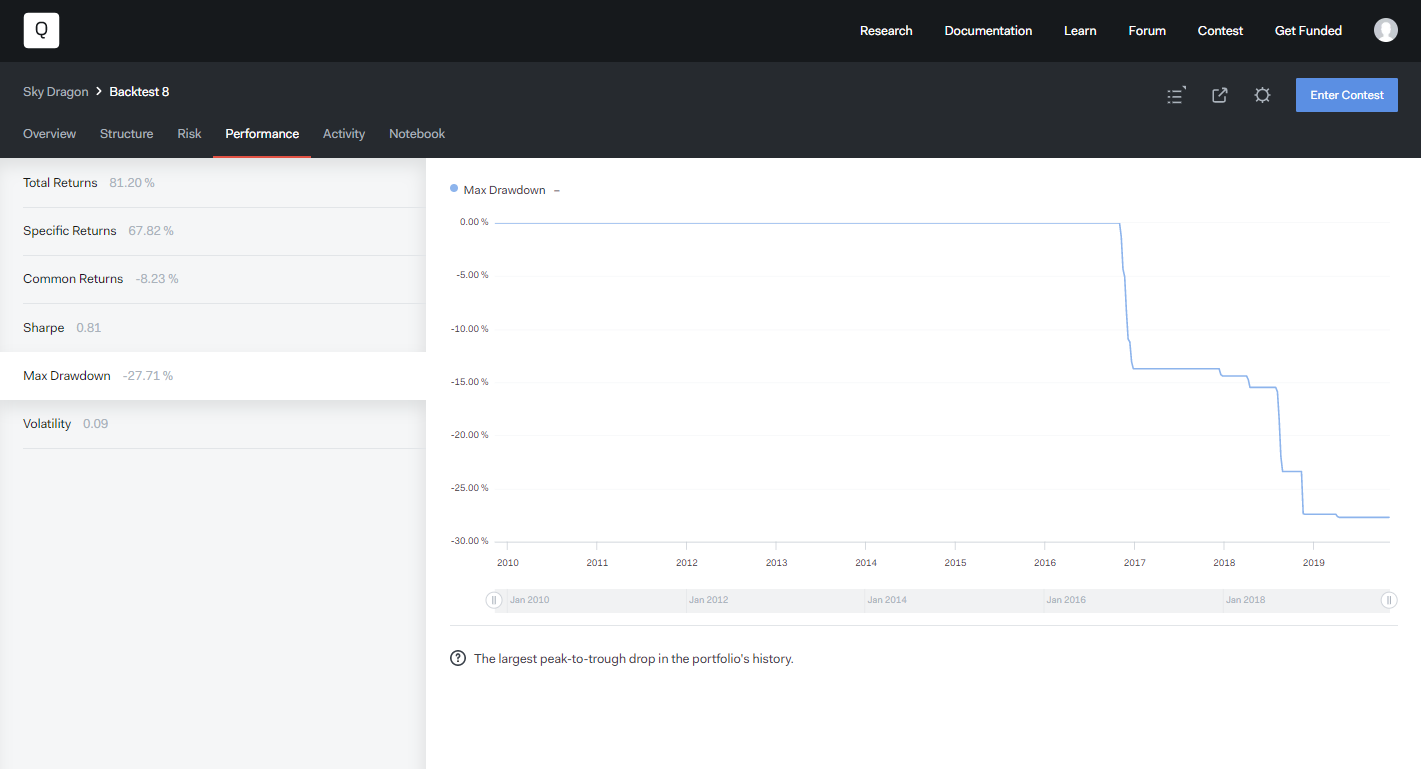 Q
Research Documentation Learn Forum Contest Get Funded
Sky Dragon > Backtest 8
Enter Contest
Overview Structure Risk Performance Activity Notebook
Total Returns 81.20 %
Specific Returns 67.82 %
Common Returns -8.23 %
Sharpe 0.81
Max Drawdown -27.71 %
Volatility 0.09
Max Drawdown –
0.00 %
-5.00 %
-10.00 %
-15.00 %
-20.00 %
-25.00 %
-30.00 %
2010 2011 2012 2013 2014 2015 2016 2017 2018 2019
Jan 2010 Jan 2012 Jan 2014 Jan 2016 Jan 2018
? The largest peak-to-trough drop in the portfolio's history.